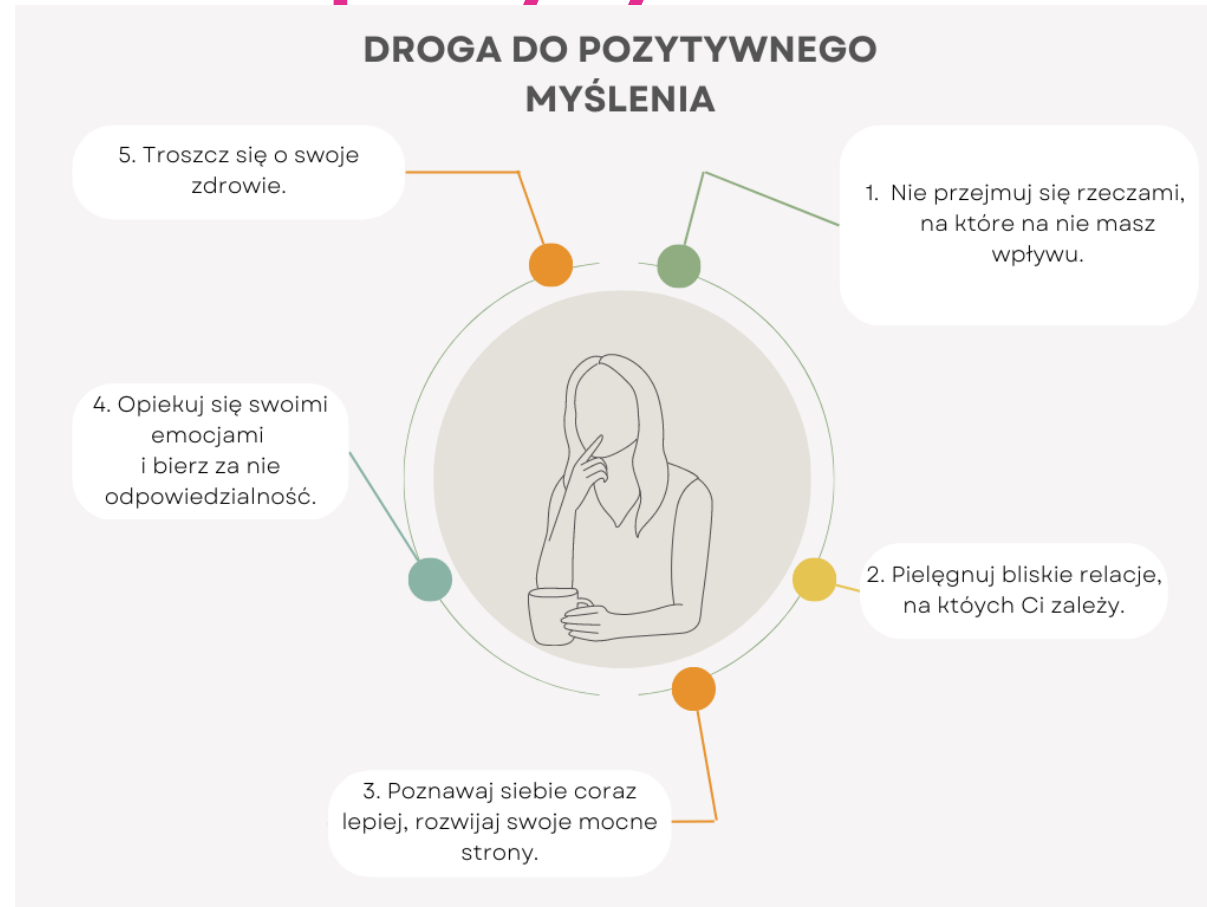 DROGA DO POZYTYWNEGO
MYŚLENIA
1. Nie przejmuj się rzeczami,
na które na nie masz
wpływu.
2. Pielęgnuj bliskie relacje,
na któych Ci zależy.
3. Poznawaj siebie coraz
lepiej, rozwijaj swoje mocne
strony.
4. Opiekuj się swoimi
emocjami
i bierz za nie
odpowiedzialność.
5. Troszcz się o swoje
zdrowie.